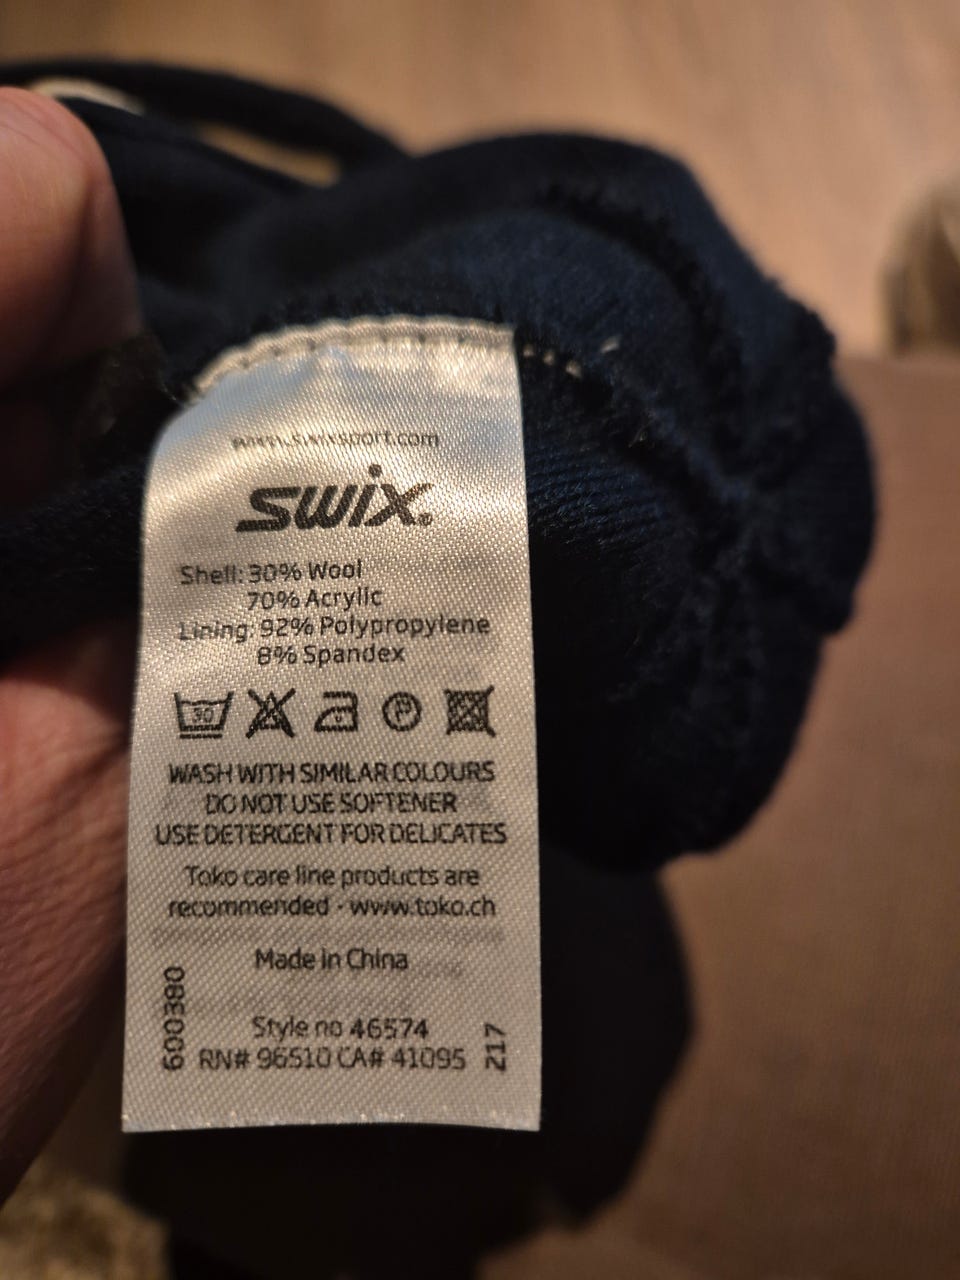 www.swixsport.com
swix.
Shell: 30% Wool
70% Acrylic
Lining: 92% Polypropylene
8% Spandex
30
P
WASH WITH SIMILAR COLOURS
DO NOT USE SOFTENER
USE DETERGENT FOR DELICATES
Toko care line products are
recommended - www.toko.ch
Made in China
600380
Style no 46574
RN# 96510 CA# 41095
217